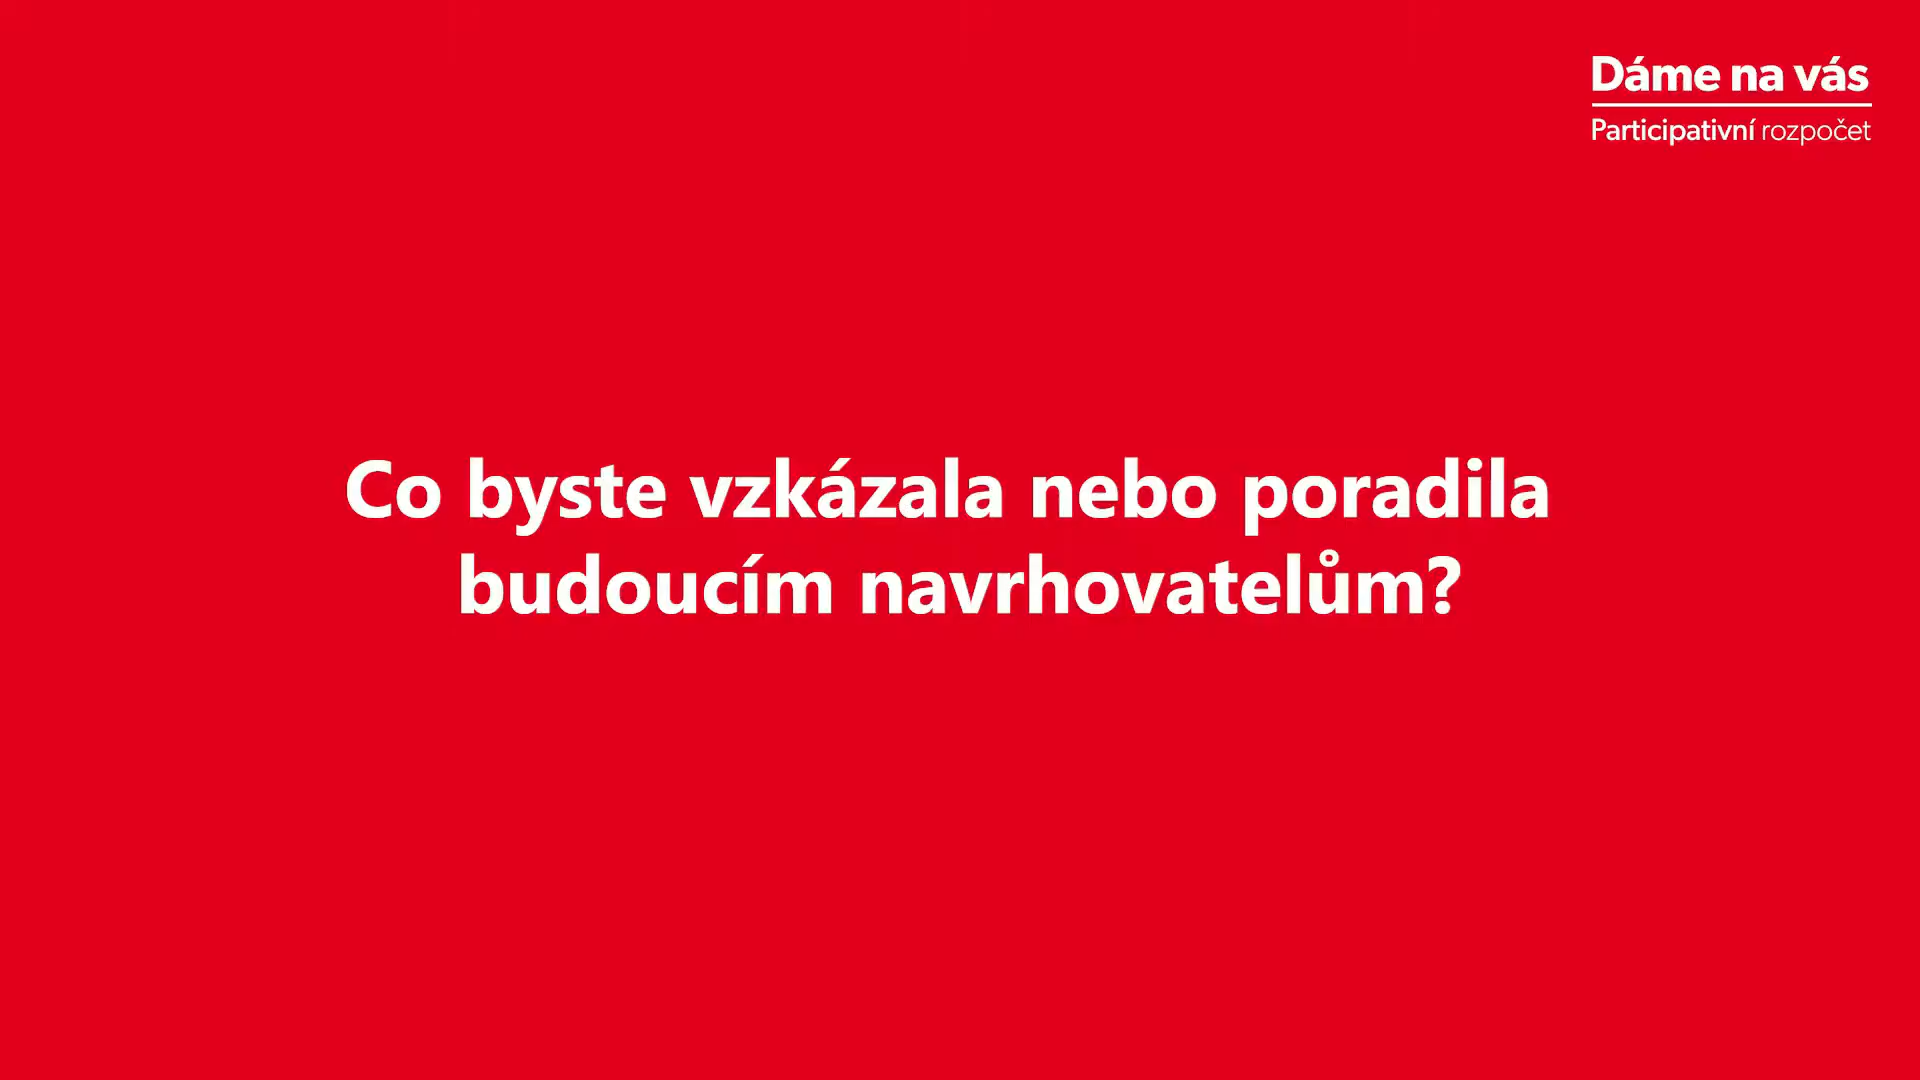 Dáme na vás
Participativní rozpočet
Co byste vzkázala nebo poradila
budoucím navrhovatelům?